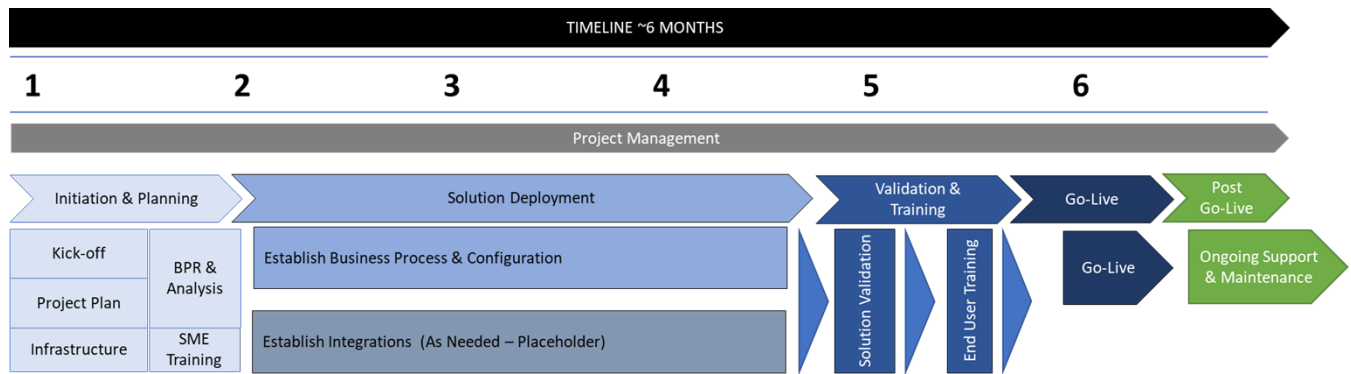 TIMELINE ~6 MONTHS
1 2 3 4 5 6
Project Management
Initiation & Planning
Solution Deployment
Validation &
Training
Go-Live
Post
Go-Live
Kick-off
Project Plan
Infrastructure
BPR &
Analysis
SME
Training
Establish Business Process & Configuration
Establish Integrations (As Needed – Placeholder)
Solution Validation
End User Training
Go-Live
Ongoing Support
& Maintenance